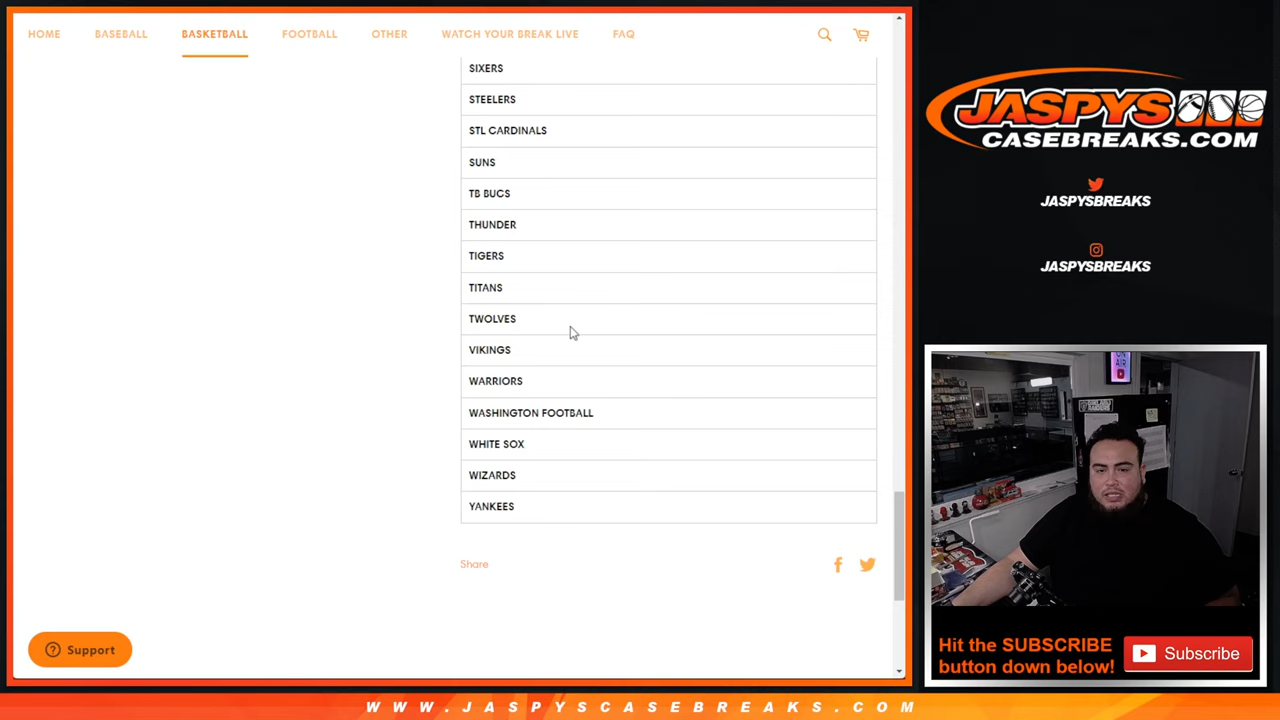 HOME BASEBALL BASKETBALL FOOTBALL OTHER WATCH YOUR BREAK LIVE FAQ
SIXERS
STEELERS
STL CARDINALS
SUNS
TB BUCS
THUNDER
TIGERS
TITANS
TWOLVES
VIKINGS
WARRIORS
WASHINGTON FOOTBALL
WHITE SOX
WIZARDS
YANKEES
Share
Support
JASPYS
CASEBREAKS.COM
JASPYSBREAKS
JASPYSBREAKS
ON
AIR
Hit the SUBSCRIBE
button down below!
Subscribe
WWW.JASPYSCASEBREAKS.COM